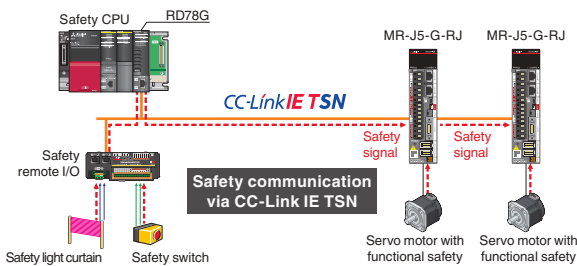 Safety CPU
RD78G
MR-J5-G-RJ
MR-J5-G-RJ
CC-Link IE TSN
Safety
signal
Safety
signal
Safety
remote I/O
Safety communication
via CC-Link IE TSN
Safety light curtain
Safety switch
Servo motor with
functional safety
Servo motor with
functional safety